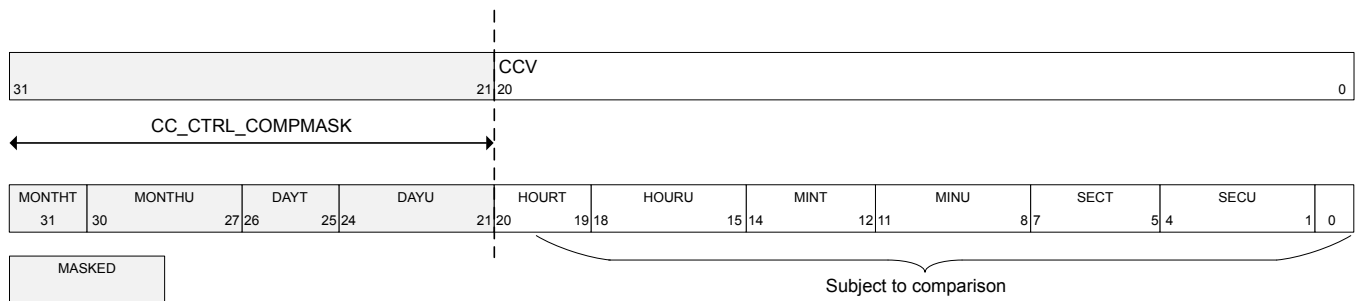 CCV
31 21 20 0
CC_CTRL_COMPMASK
MONTHT MONTHU DAYT DAYU HOURT HOURU MINT MINU SECT SECU
31 30 27 26 25 24 21 20 19 18 15 14 12 11 8 7 5 4 1 0
MASKED
Subject to comparison